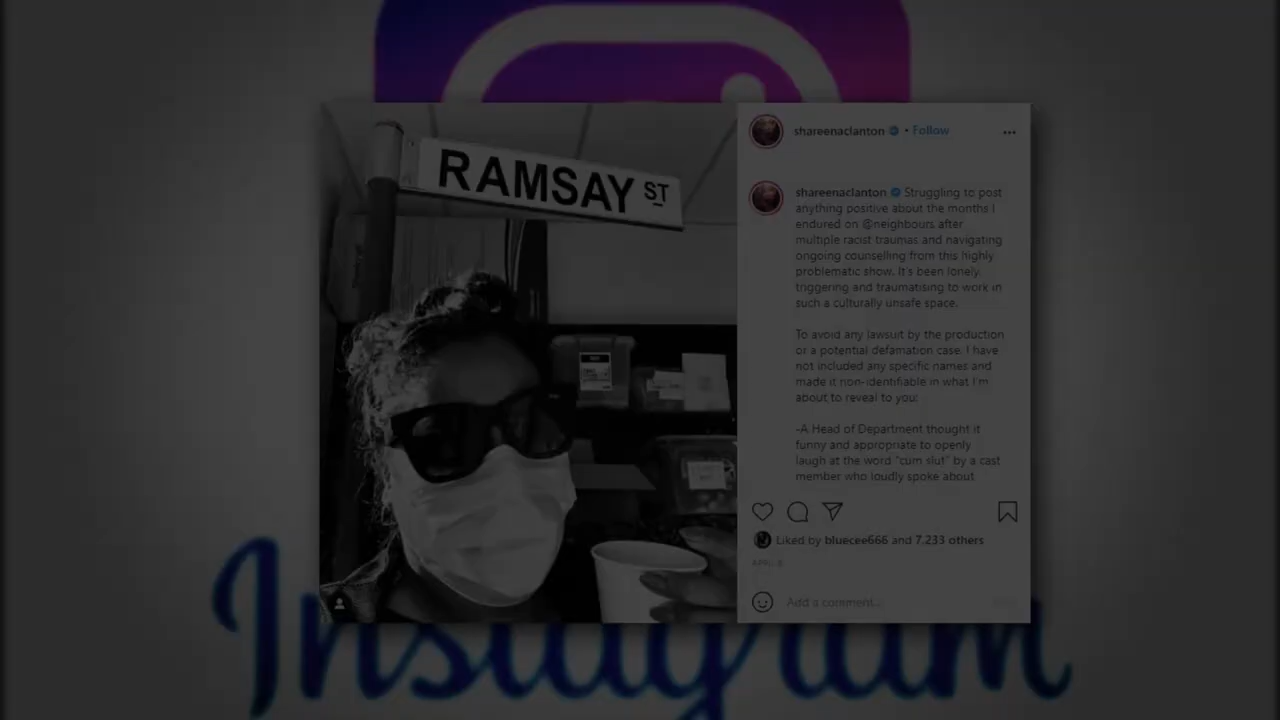 RAMSAY ST
shareenaclanton • Follow
shareenaclanton Struggling to post
anything positive about the months I
endured on @neighbours after
multiple racist traumas and navigating
ongoing counselling from this highly
problematic show. It's been lonely,
triggering and traumatising to work in
such a culturally unsafe space.
To avoid any lawsuit by the production
or a potential defamation case, I have
not included any specific names and
made it non-identifiable in what I'm
about to reveal to you:
-A Head of Department thought it
funny and appropriate to openly
laugh at the word "cum slut" by a cast
member who loudly spoke about
Liked by bluecee666 and 7,233 others
Add a comment...
Instagram